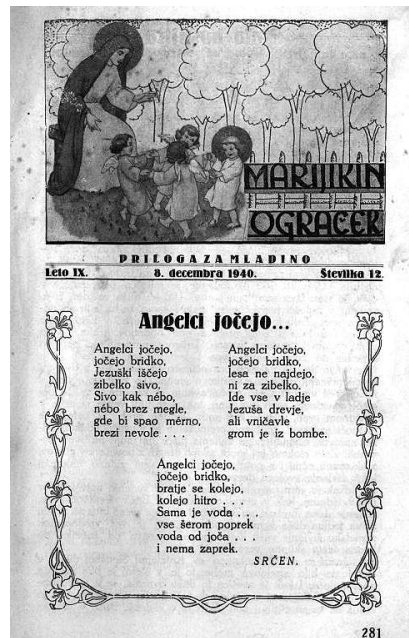 MARIJIKIN
OGRAČEK
PRILOGA ZA MLADINO
Leto IX.
8. decembra 1940.
Številka 12.
Angelci jočejo...
Angelci jočejo,
jočejo bridko,
Jezuški iščejo
zibelko sivo.
Sivo kak nébo,
nébo brez megle,
gde bi spao mérno,
brezi nevole . . .
Angelci jočejo,
jočejo bridko,
lesa ne najdejo,
ni za zibelko.
Ide vse v ladje
Jezuša drevje,
ali vničavle
grom je iz bombe.
Angelci jočejo,
jočejo bridko,
bratje se kolejo,
kolejo hitro . . .
Sama je voda . . .
vse šerom poprek
voda od joča . . .
i nema zaprek.
SRČEN.
281